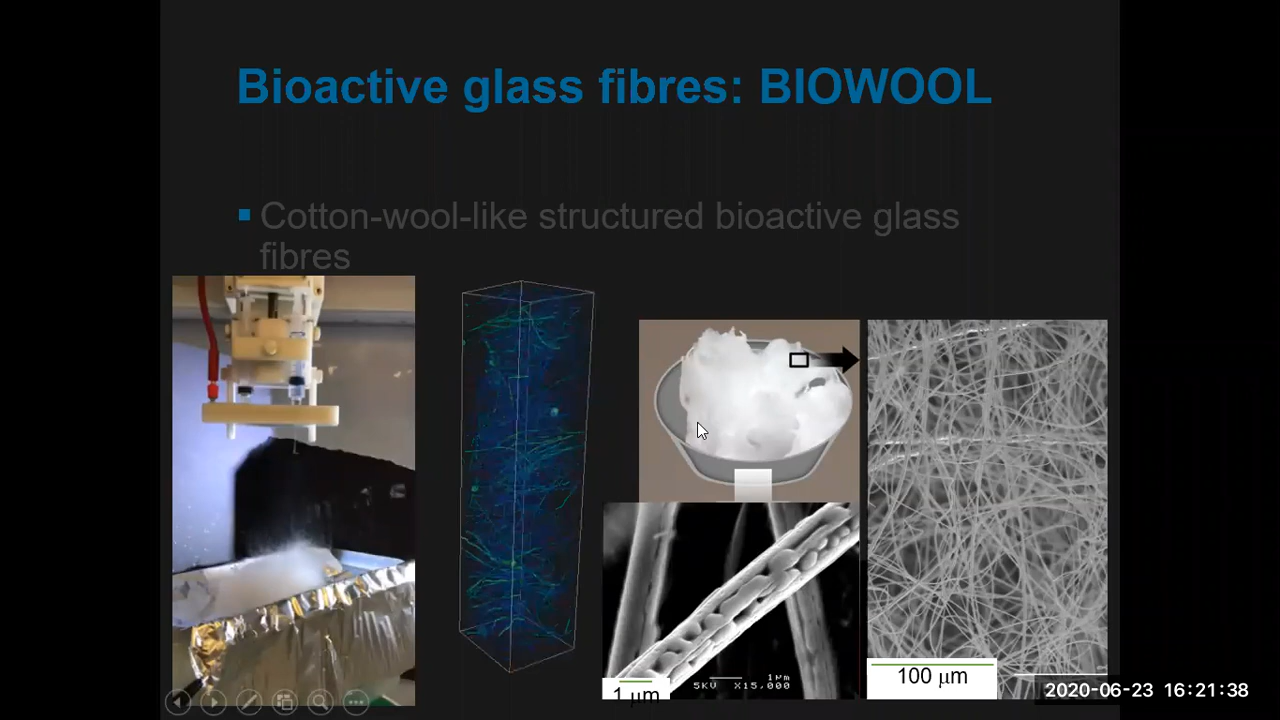 Bioactive glass fibres: BIOWOOL
Cotton-wool-like structured bioactive glass
fibres
1µm
5KV X15,000
1 µm
100 µm
2020-06-23 16:21:38